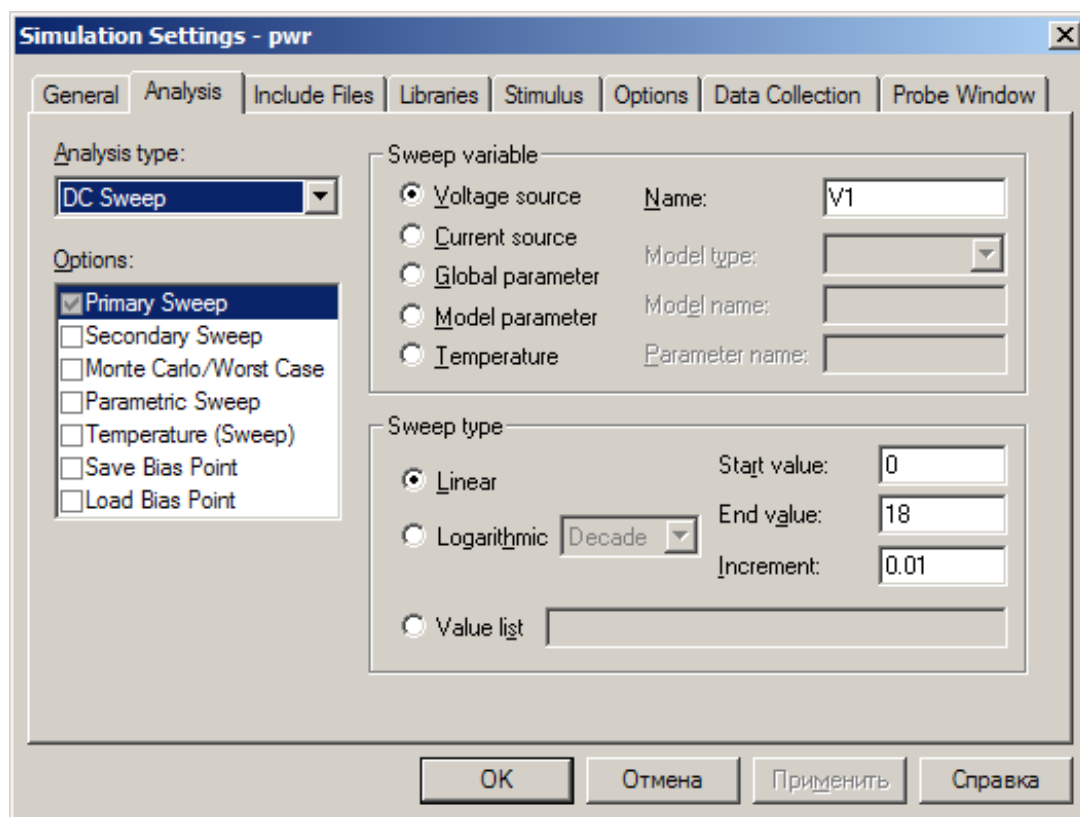 Simulation Settings - pwr
General Analysis Include Files Libraries Stimulus Options Data Collection Probe Window
Analysis type:
DC Sweep
Options:
Primary Sweep
Secondary Sweep
Monte Carlo/Worst Case
Parametric Sweep
Temperature (Sweep)
Save Bias Point
Load Bias Point
Sweep variable
Voltage source
Current source
Global parameter
Model parameter
Temperature
Name: V1
Model type:
Model name:
Parameter name:
Sweep type
Linear
Logarithmic Decade
Value list
Start value: 0
End value: 18
Increment: 0.01
OK Отмена Применить Справка